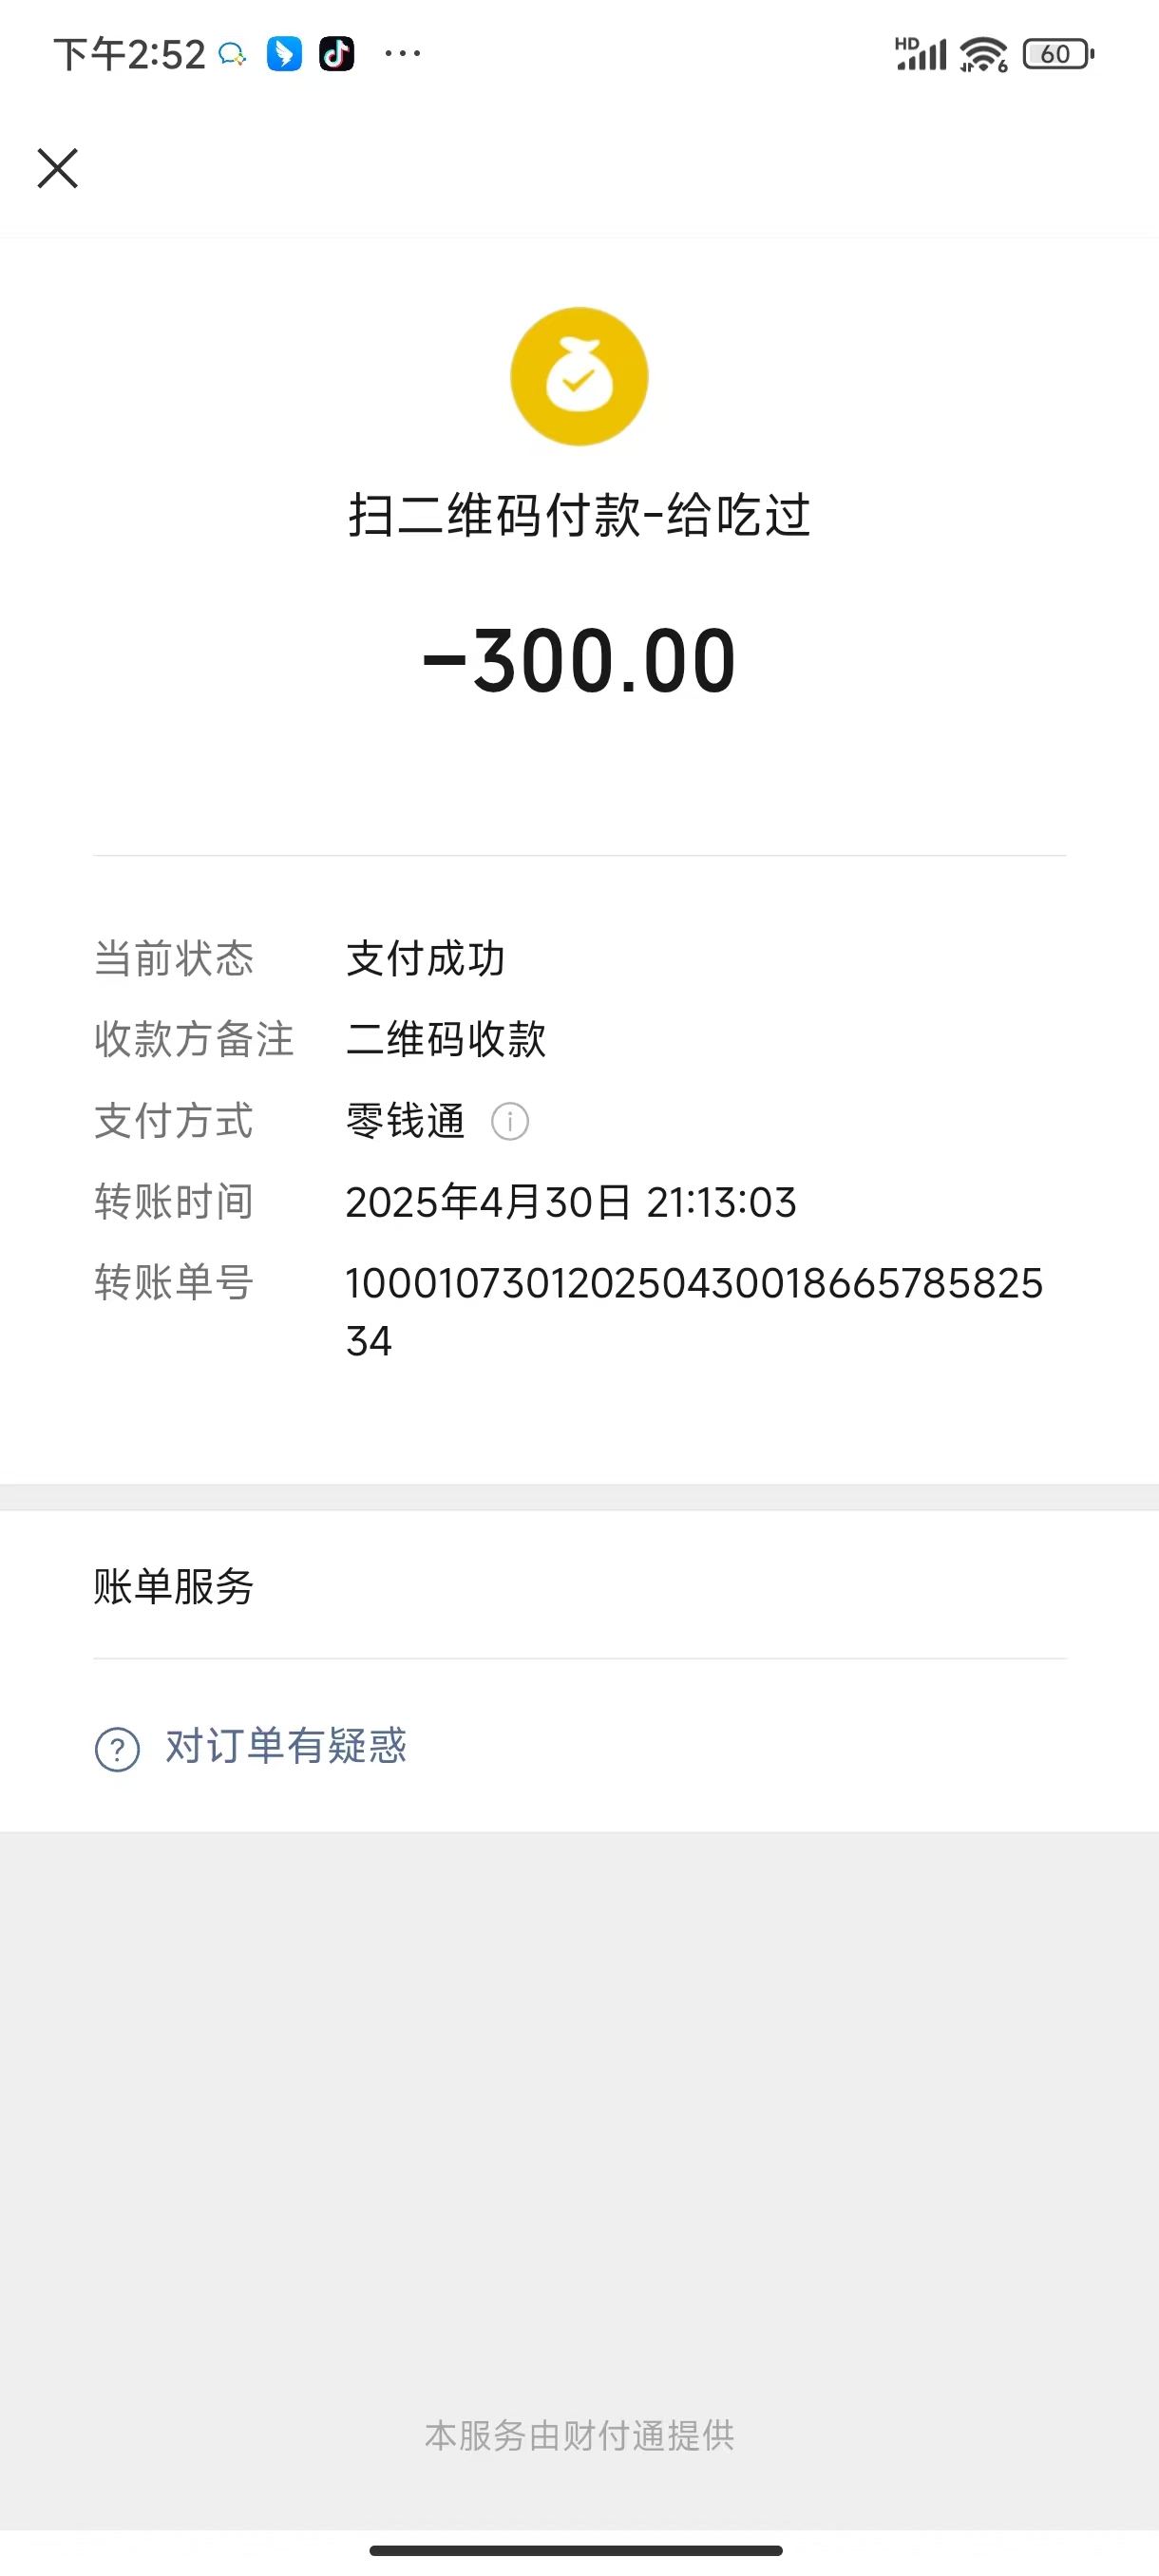 下午2:52
HD
6
60
扫二维码付款-给吃过
-300.00
当前状态 支付成功
收款方备注 二维码收款
支付方式 零钱通
转账时间 2025年4月30日 21:13:03
转账单号 100010730120250430018665785825
34
账单服务
? 对订单有疑惑
本服务由财付通提供